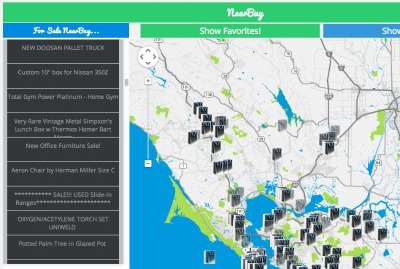 NearBuy
For Sale NearBuy...
Show Favorites!
Show
NEW DOOSAN PALLET TRUCK
Custom 10" box for Nissan 350Z
Total Gym Power Platinum - Home Gym
Very Rare Vintage Metal Simpson's
Lunch Box w Thermos Homer Bart
New Office Furniture Sale!
Aeron Chair by Herman Miller Size C
*********** SALE!!! USED Slide-in
Ranges***********************
OXYGEN/ACETYLENE TORCH SET
UNIWELD
Potted Palm Tree in Glazed Pot